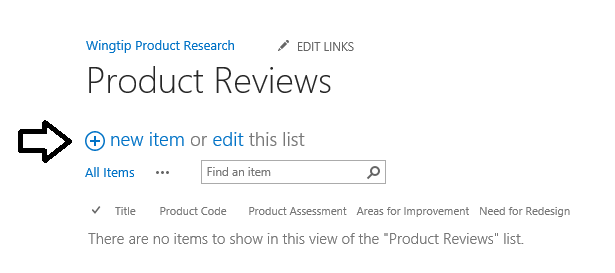 Wingtip Product Research EDIT LINKS
Product Reviews
new item or edit this list
All Items ••• Find an item
✓ Title Product Code Product Assessment Areas for Improvement Need for Redesign
There are no items to show in this view of the "Product Reviews" list.